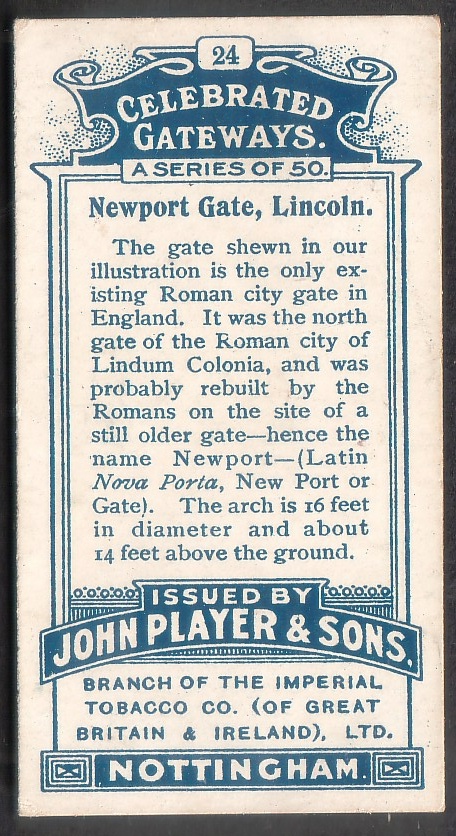 24
CELEBRATED
GATEWAYS.
A SERIES OF 50.
Newport Gate, Lincoln.
The gate shewn in our
illustration is the only ex-
isting Roman city gate in
England. It was the north
gate of the Roman city of
Lindum Colonia, and was
probably rebuilt by the
Romans on the site of a
still older gate—hence the
name Newport—(Latin
Nova Porta, New Port or
Gate). The arch is 16 feet
in diameter and about
14 feet above the ground.
ISSUED BY
JOHN PLAYER & SONS.
BRANCH OF THE IMPERIAL
TOBACCO CO. (OF GREAT
BRITAIN & IRELAND), LTD.
NOTTINGHAM.